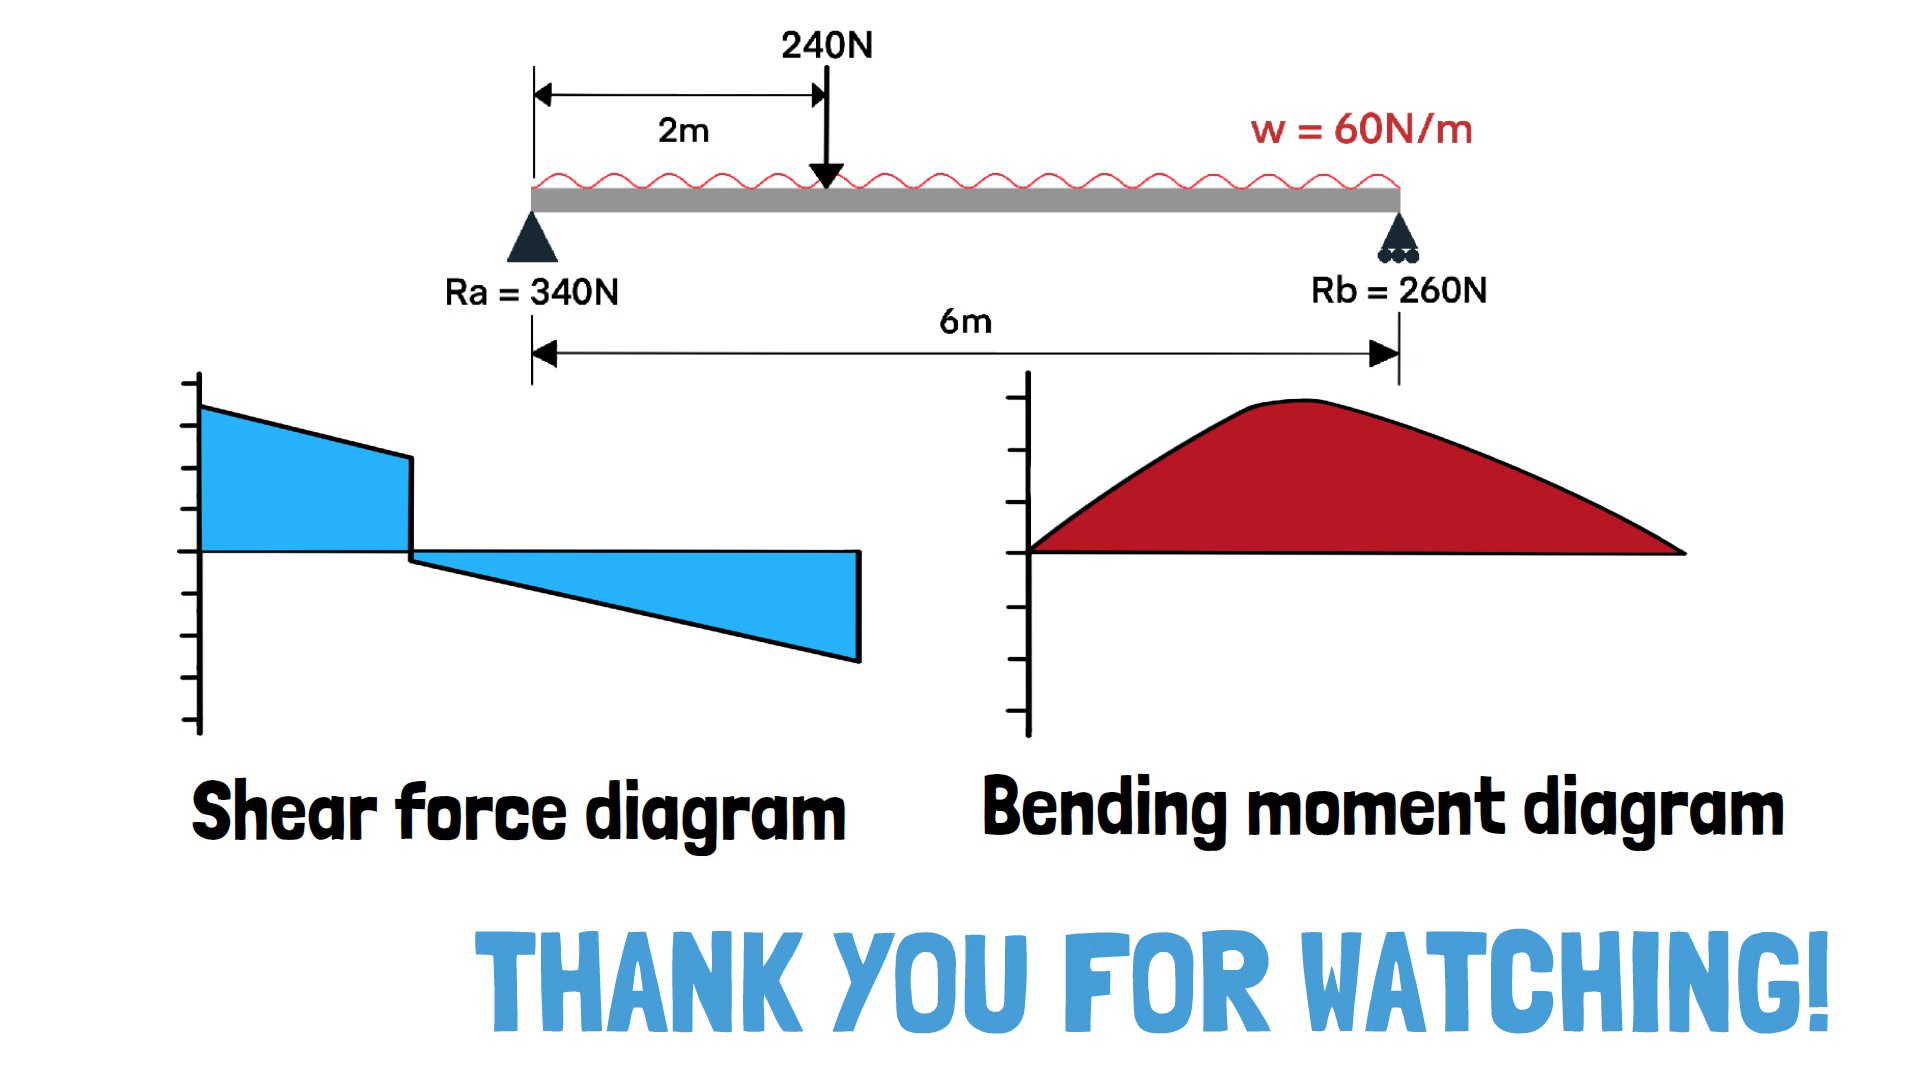 240N
2m
w = 60N/m
Ra = 340N
Rb = 260N
6m
Shear force diagram
Bending moment diagram
THANK YOU FOR WATCHING!